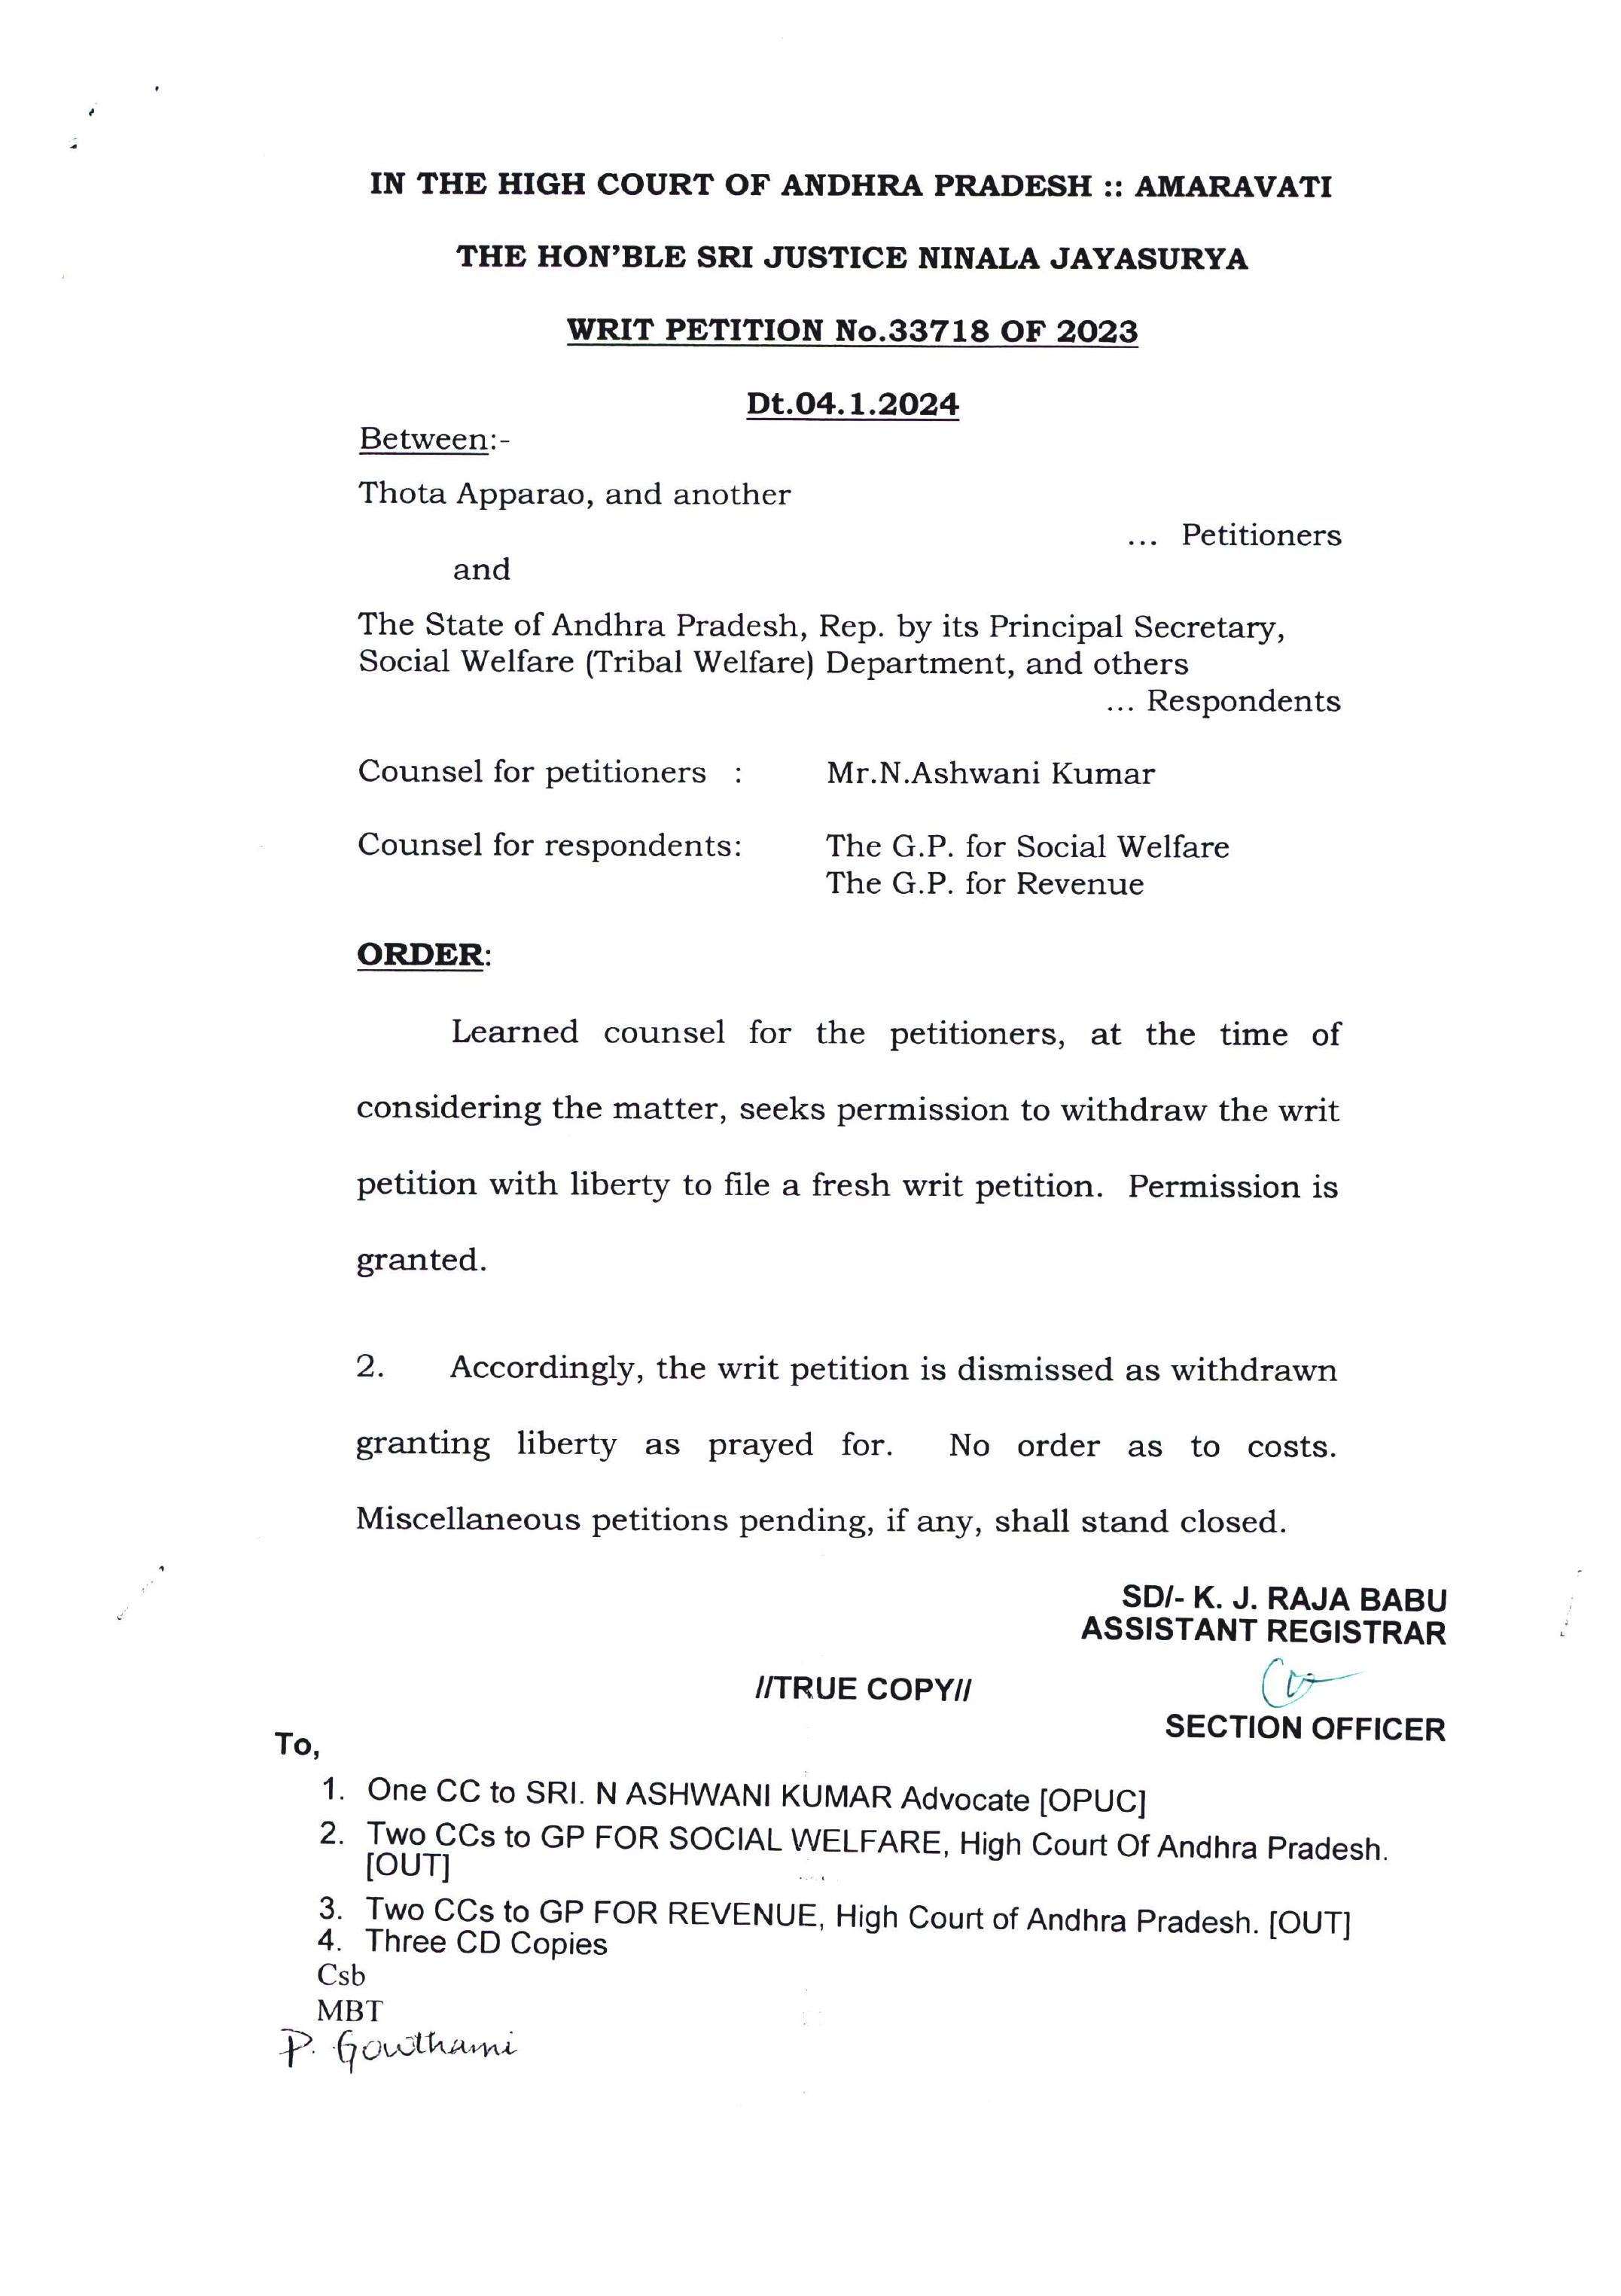 IN THE HIGH COURT OF ANDHRA PRADESH :: AMARAVATI
THE HON'BLE SRI JUSTICE NINALA JAYASURYA
WRIT PETITION No.33718 OF 2023
Dt.04.1.2024
Between:-
Thota Apparao, and another
... Petitioners
and
The State of Andhra Pradesh, Rep. by its Principal Secretary,
Social Welfare (Tribal Welfare) Department, and others
... Respondents
Counsel for petitioners : Mr.N.Ashwani Kumar
Counsel for respondents: The G.P. for Social Welfare
The G.P. for Revenue
ORDER:
Learned counsel for the petitioners, at the time of
considering the matter, seeks permission to withdraw the writ
petition with liberty to file a fresh writ petition. Permission is
granted.
2. Accordingly, the writ petition is dismissed as withdrawn
granting liberty as prayed for. No order as to costs.
Miscellaneous petitions pending, if any, shall stand closed.
SD/- K. J. RAJA BABU
ASSISTANT REGISTRAR
//TRUE COPY//
SECTION OFFICER
To,
1. One CC to SRI. N ASHWANI KUMAR Advocate [OPUC]
2. Two CCs to GP FOR SOCIAL WELFARE, High Court Of Andhra Pradesh.
[OUT]
3. Two CCs to GP FOR REVENUE, High Court of Andhra Pradesh. [OUT]
4. Three CD Copies
Csb
MBT
P. Gowthami